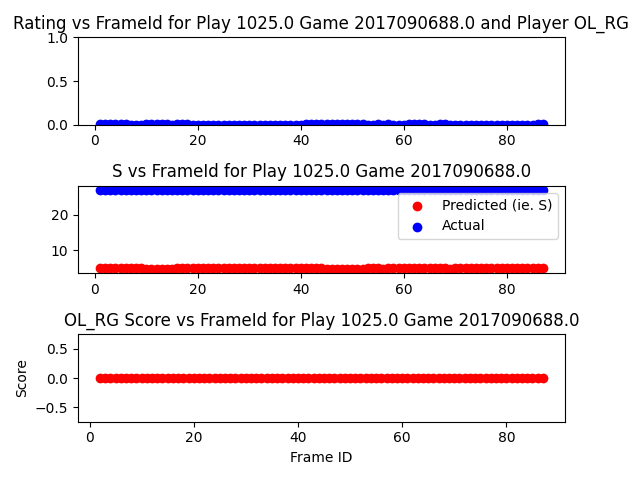 Rating vs FrameId for Play 1025.0 Game 2017090688.0 and Player OL_RG
1.0
0.5
0.0
0 20 40 60 80
S vs FrameId for Play 1025.0 Game 2017090688.0
20
10
Predicted (ie. S)
Actual
0 20 40 60 80
OL_RG Score vs FrameId for Play 1025.0 Game 2017090688.0
Score
0.5
0.0
−0.5
0 20 40 60 80
Frame ID